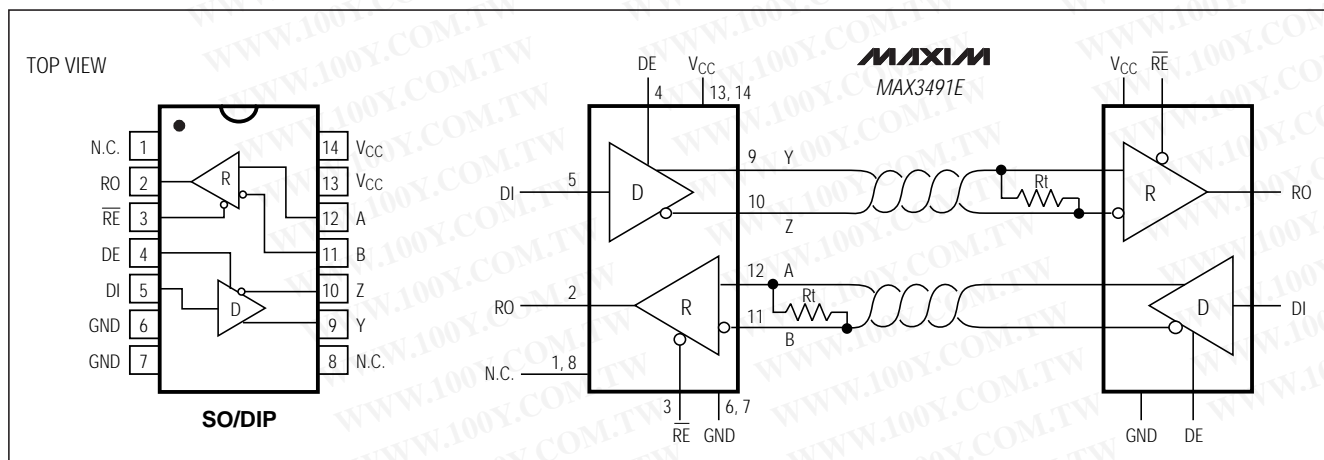 TOP VIEW
N.C. 1
RO 2
RE 3
DE 4
DI 5
GND 6
GND 7
14 VCC
13 VCC
12 A
11 B
10 Z
9 Y
8 N.C.
R
D
SO/DIP
MAXIM
MAX3491E
DE
4
VCC
13, 14
DI
5
D
9 Y
10
Z
Rt
RO
2
R
12 A
11
B
Rt
N.C.
1, 8
3
RE
6, 7
GND
VCC
RE
R
RO
D
DI
GND
DE
WWW.100Y.COM.TW